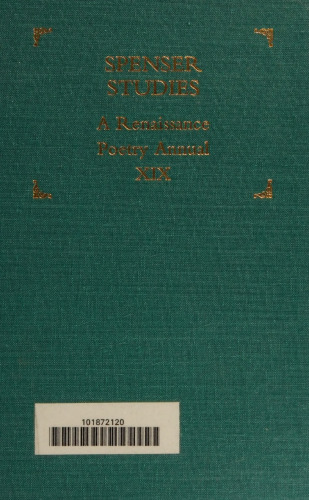 SPENSER
STUDIES
A Renaissance
Poetry Annual
XIX
101872120